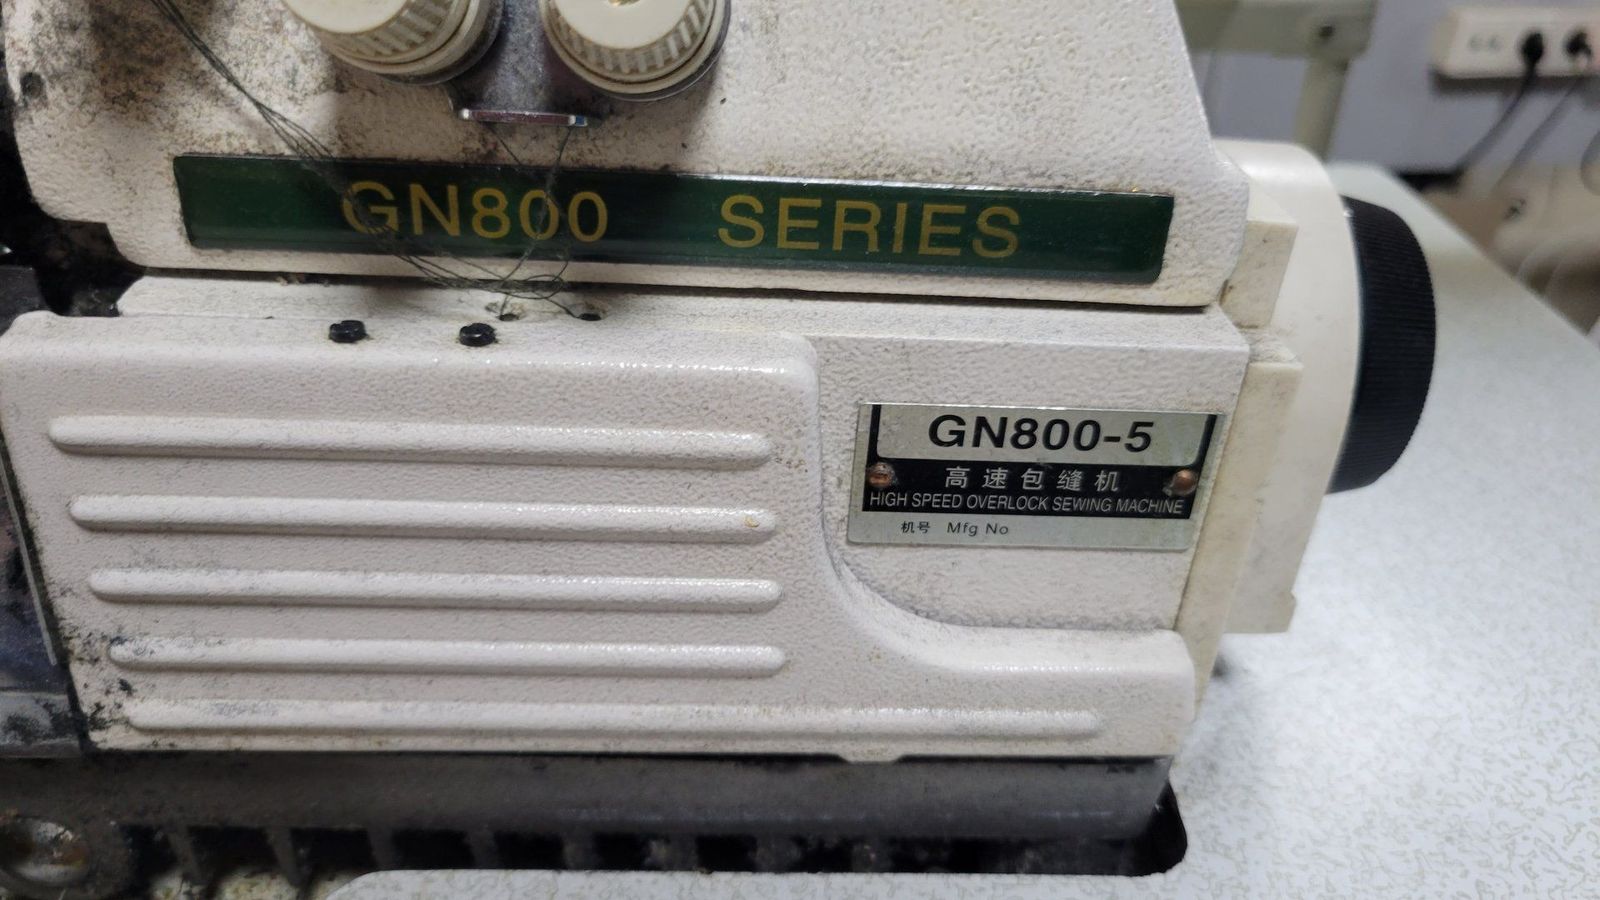 GN800 SERIES
GN800-5
高速包缝机
HIGH SPEED OVERLOCK SEWING MACHINE
机号 Mfg No